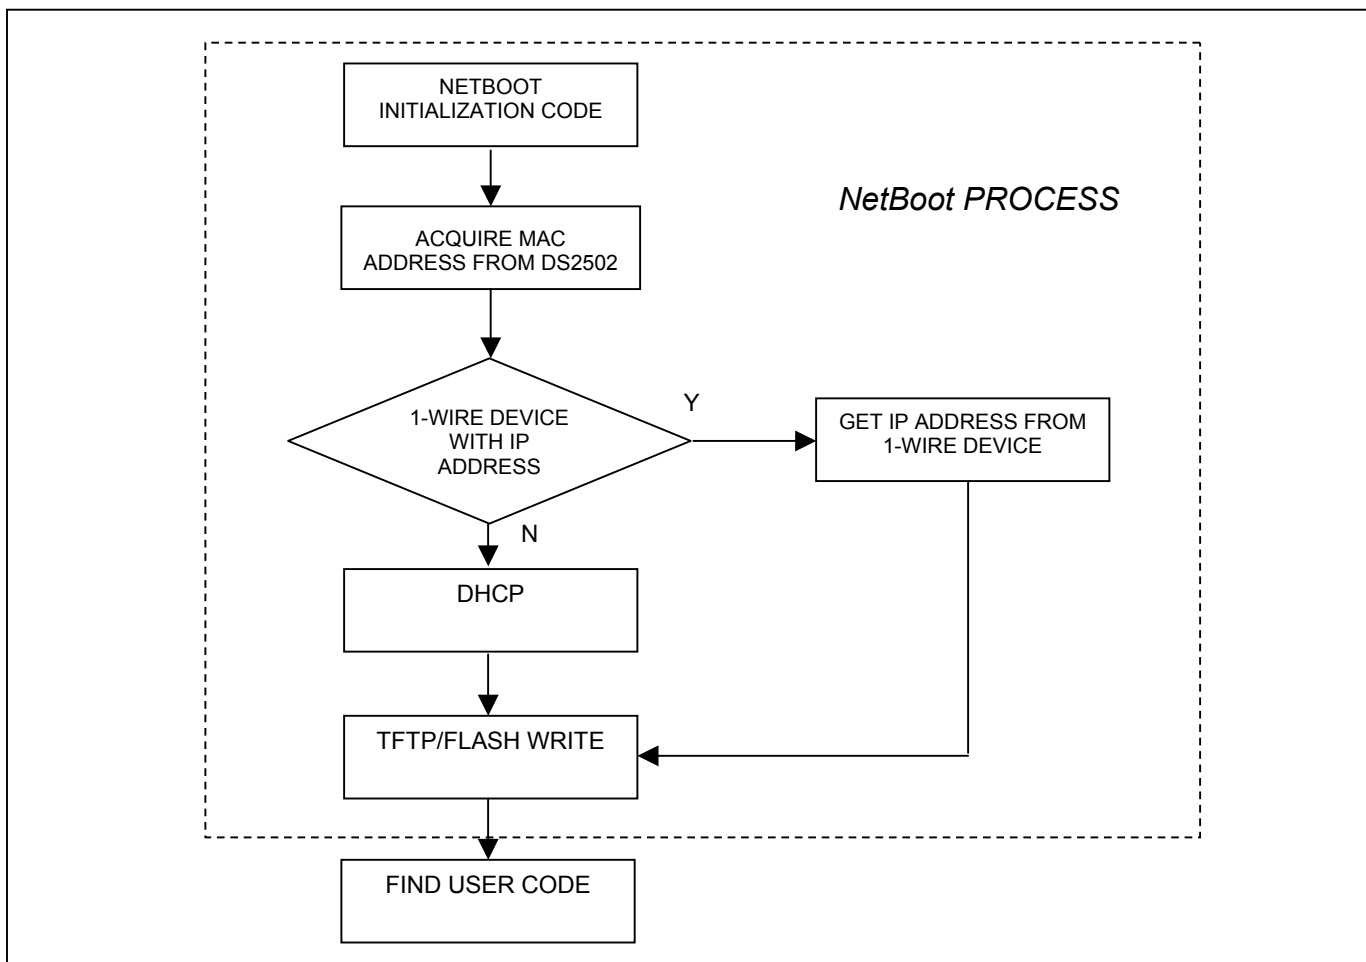 NETBOOT
INITIALIZATION CODE
NetBoot PROCESS
ACQUIRE MAC
ADDRESS FROM DS2502
1-WIRE DEVICE
WITH IP
ADDRESS
Y
GET IP ADDRESS FROM
1-WIRE DEVICE
N
DHCP
TFTP/FLASH WRITE
FIND USER CODE